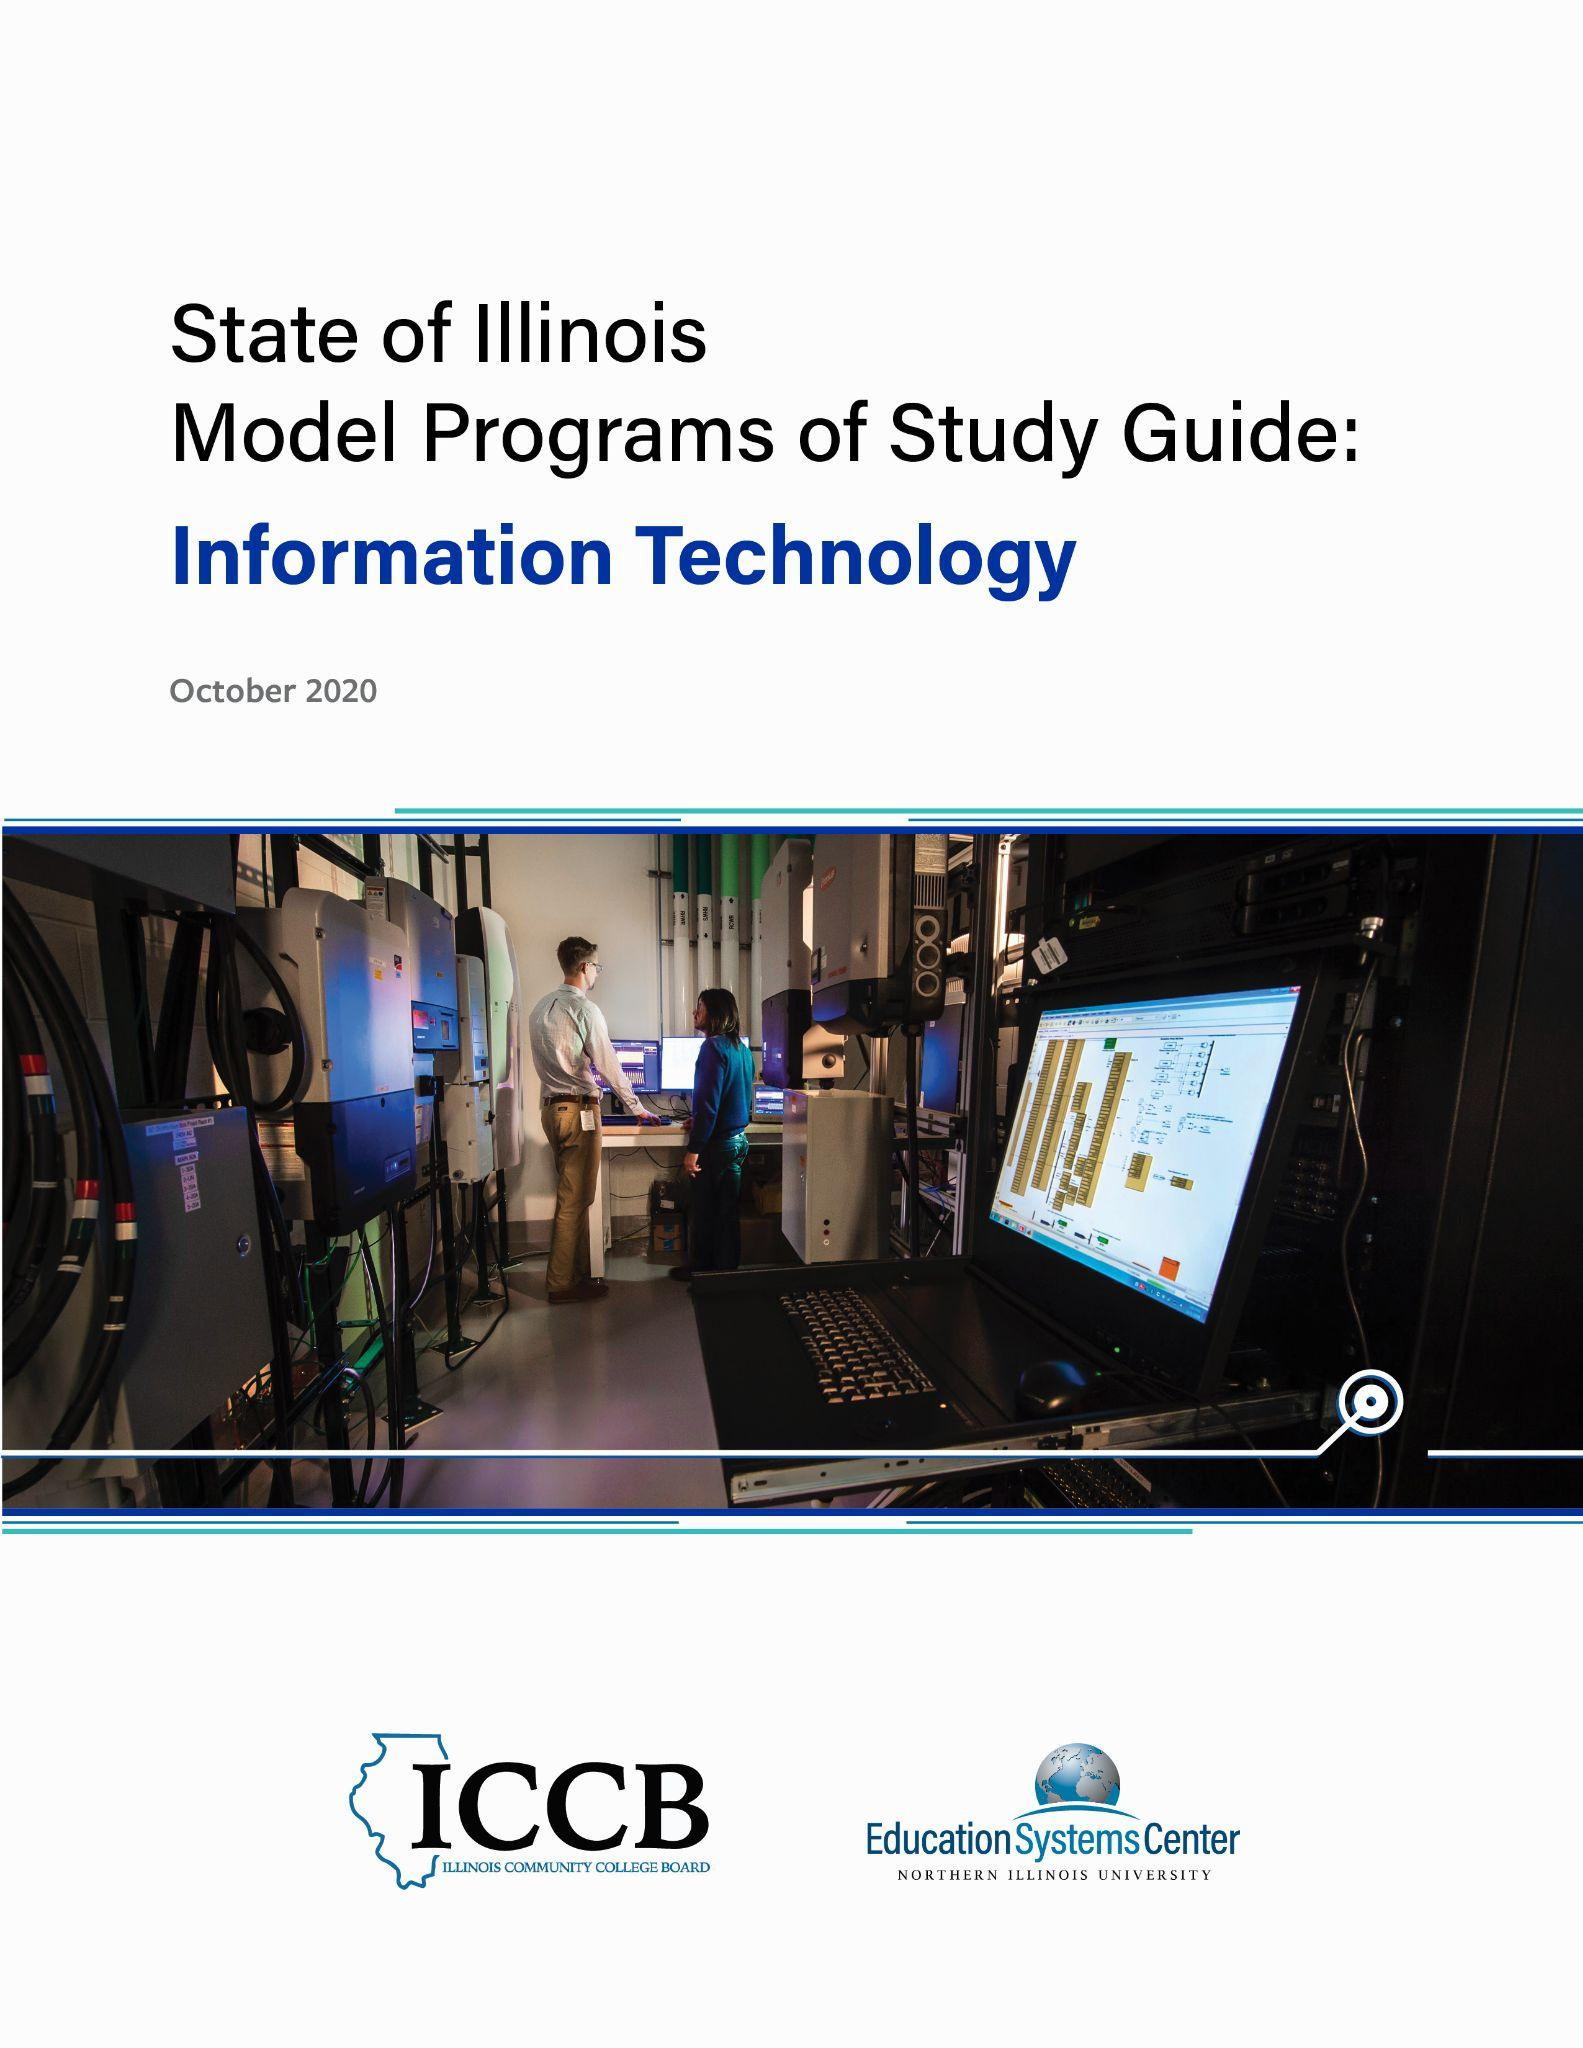 State of Illinois
Model Programs of Study Guide:
Information Technology
October 2020
ICCB
ILLINOIS COMMUNITY COLLEGE BOARD
Education Systems Center
NORTHERN ILLINOIS UNIVERSITY